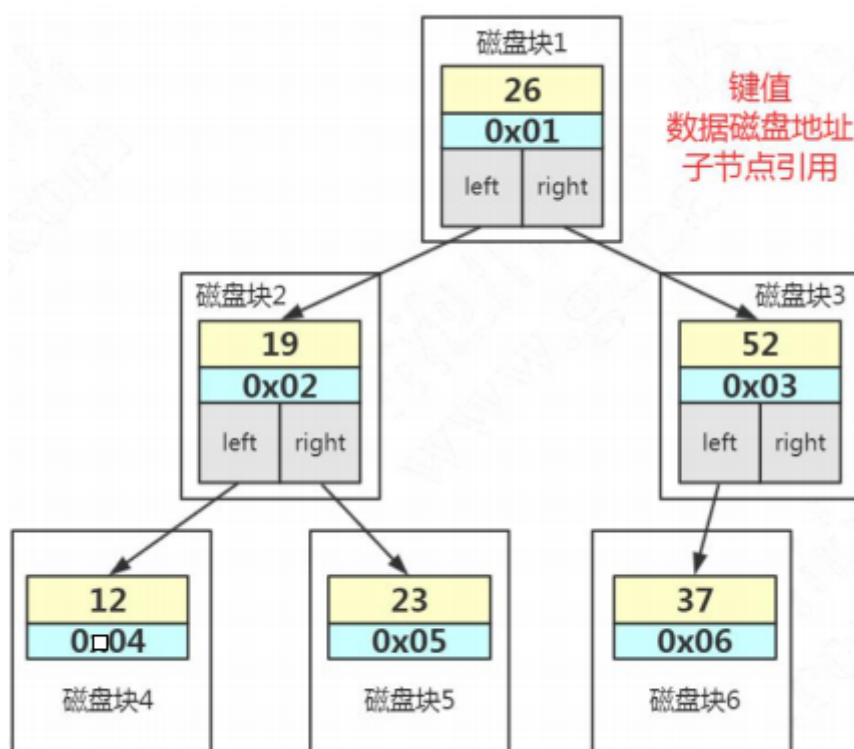 磁盘块1
26
0x01
left right
键值
数据磁盘地址
子节点引用
磁盘块2
19
0x02
left right
磁盘块3
52
0x03
left right
12
0□04
磁盘块4
23
0x05
磁盘块5
37
0x06
磁盘块6